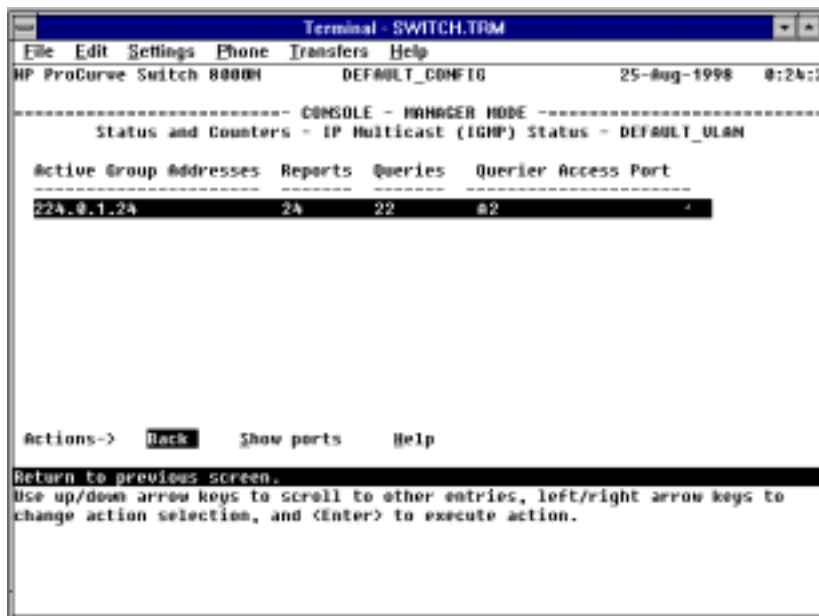 Terminal - SWITCH.TRM
File Edit Settings Phone Transfers Help
HP ProCurve Switch 8000M DEFAULT_CONFIG 25-Aug-1998 0:24:
--------------------------- CONSOLE - MANAGER MODE ---------------------------
Status and Counters - IP Multicast (IGMP) Status - DEFAULT_VLAN
Active Group Addresses Reports Queries Querier Access Port
---------------------- ------- ------- ----------------------
224.0.1.24 24 22 A2
Actions-> Back Show ports Help
Return to previous screen.
Use up/down arrow keys to scroll to other entries, left/right arrow keys to
change action selection, and <Enter> to execute action.